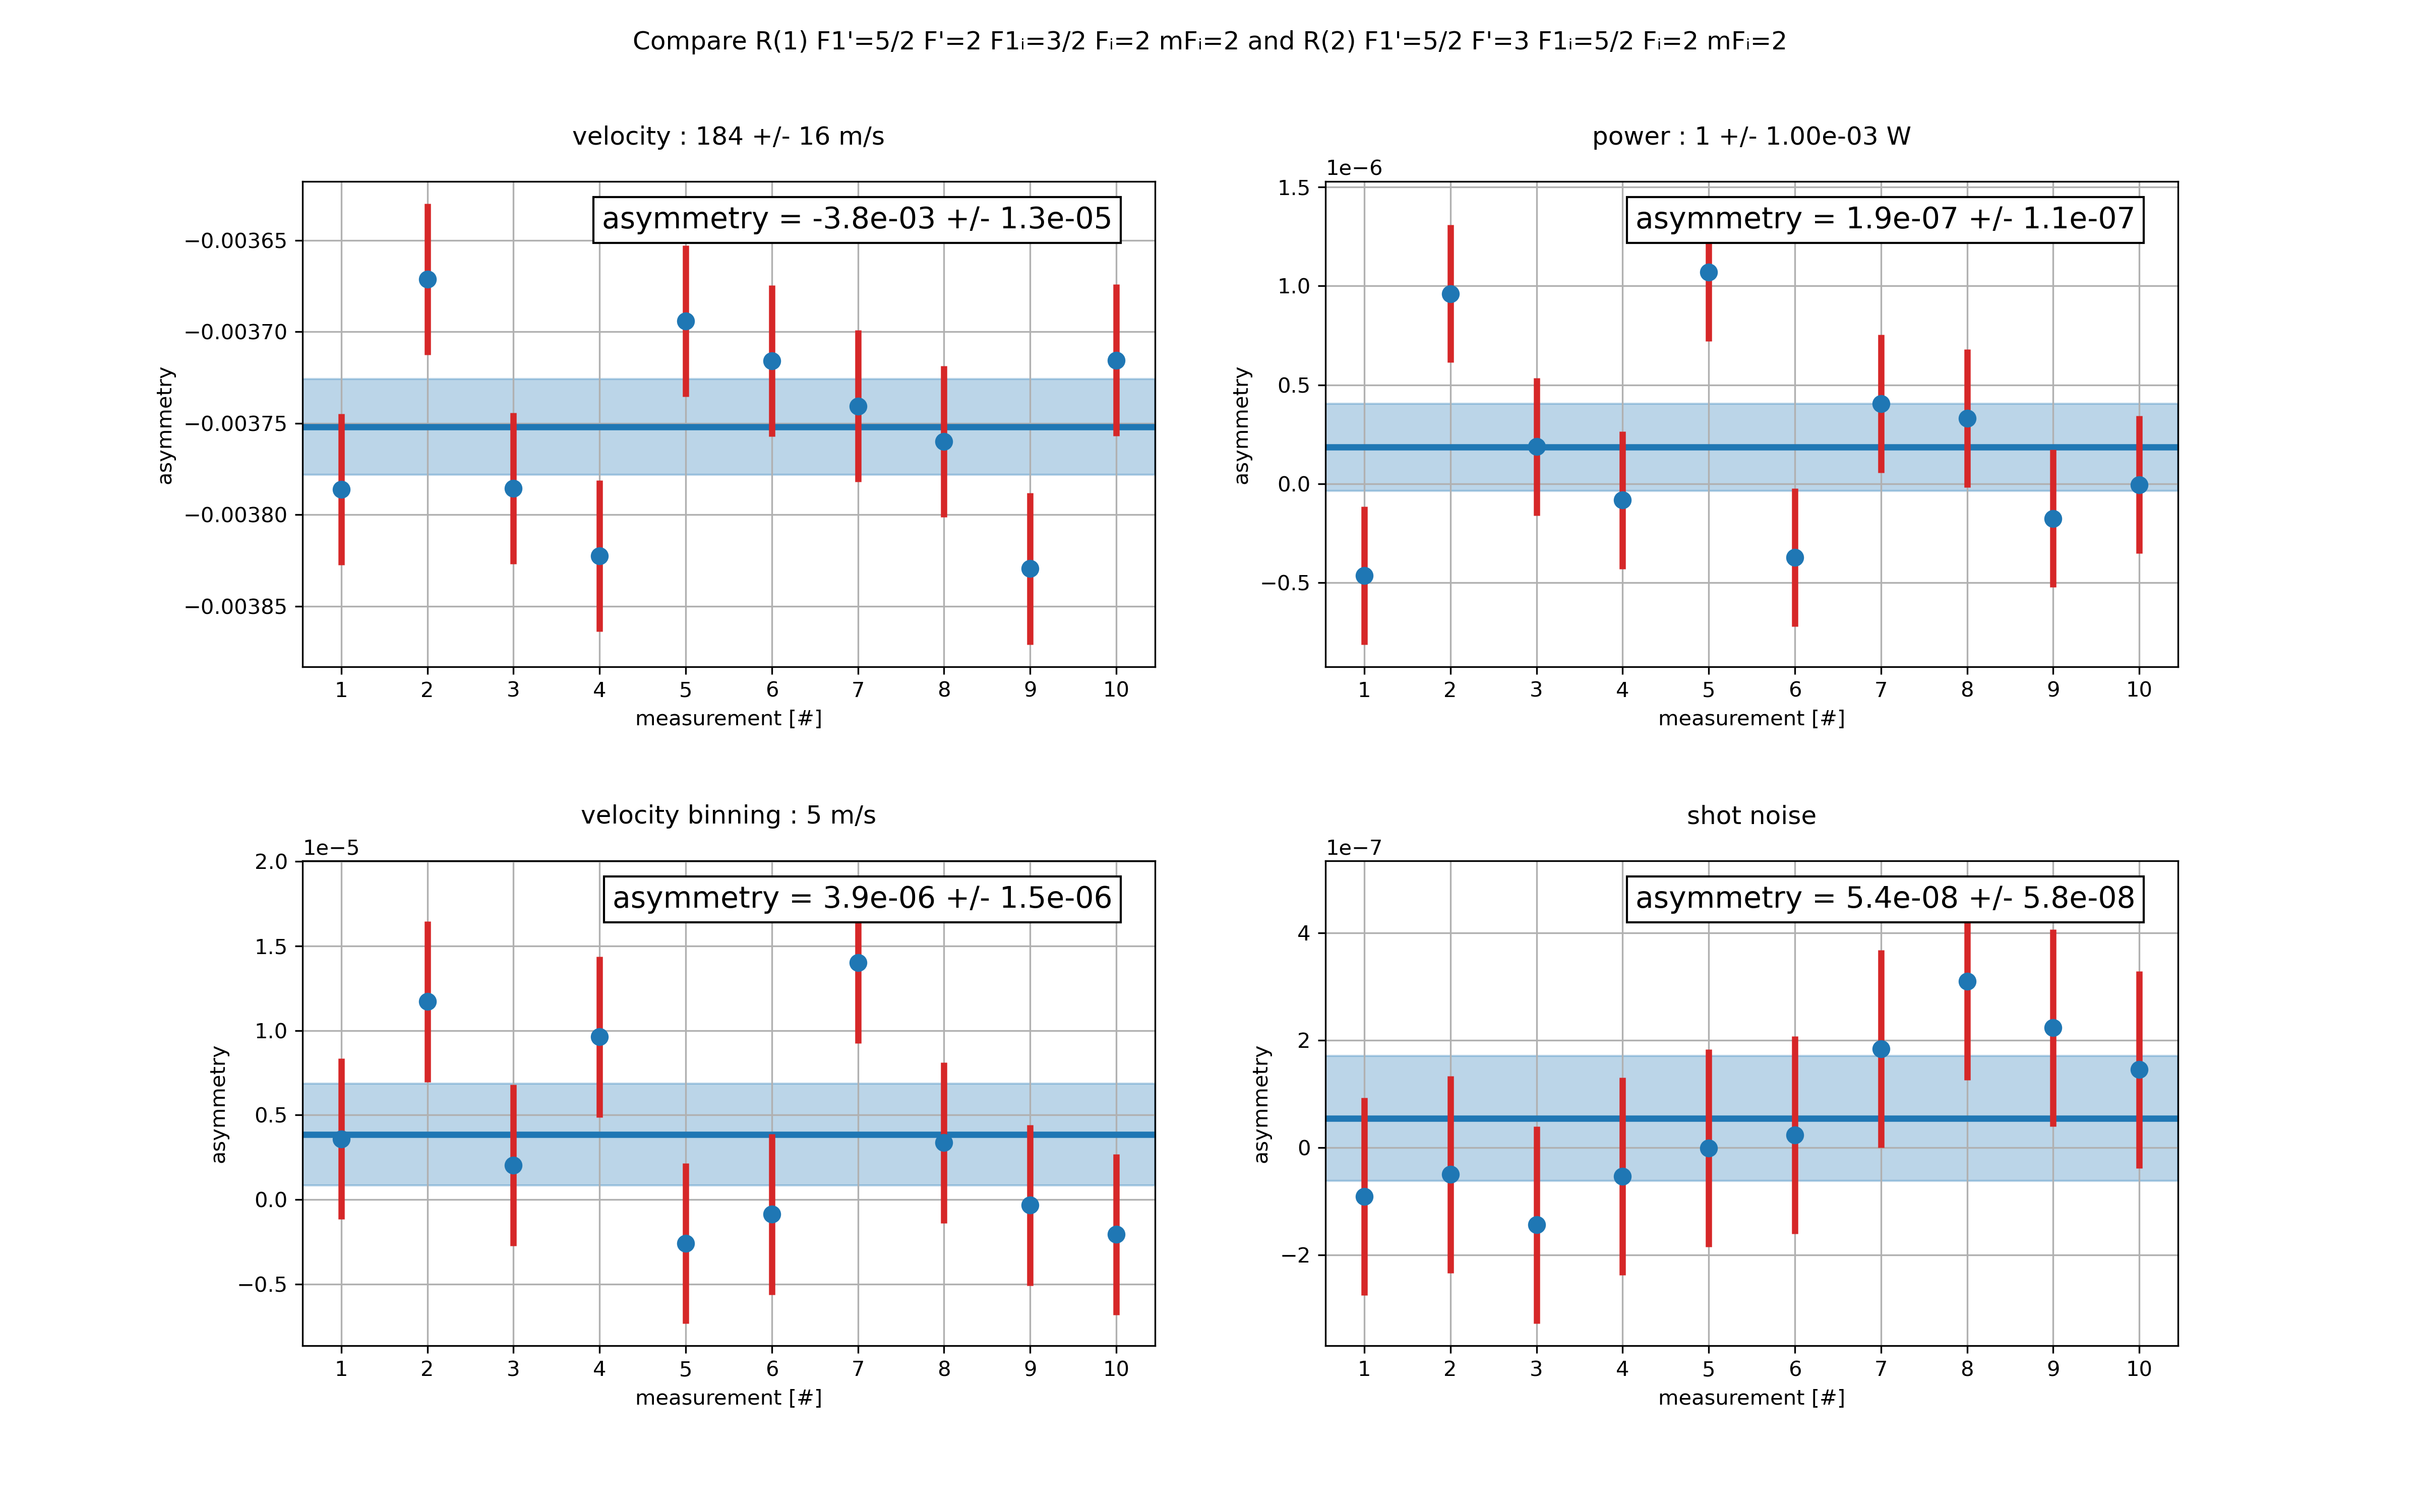 Compare R(1) F1'=5/2 F'=2 F1ᵢ=3/2 Fᵢ=2 mFᵢ=2 and R(2) F1'=5/2 F'=3 F1ᵢ=5/2 Fᵢ=2 mFᵢ=2
velocity : 184 +/- 16 m/s
asymmetry = -3.8e-03 +/- 1.3e-05
−0.00365
−0.00370
−0.00375
−0.00380
−0.00385
asymmetry
1 2 3 4 5 6 7 8 9 10
measurement [#]
power : 1 +/- 1.00e-03 W
1e−6
asymmetry = 1.9e-07 +/- 1.1e-07
1.5
1.0
0.5
0.0
−0.5
asymmetry
1 2 3 4 5 6 7 8 9 10
measurement [#]
velocity binning : 5 m/s
1e−5
asymmetry = 3.9e-06 +/- 1.5e-06
2.0
1.5
1.0
0.5
0.0
−0.5
asymmetry
1 2 3 4 5 6 7 8 9 10
measurement [#]
shot noise
1e−7
asymmetry = 5.4e-08 +/- 5.8e-08
4
2
0
−2
asymmetry
1 2 3 4 5 6 7 8 9 10
measurement [#]